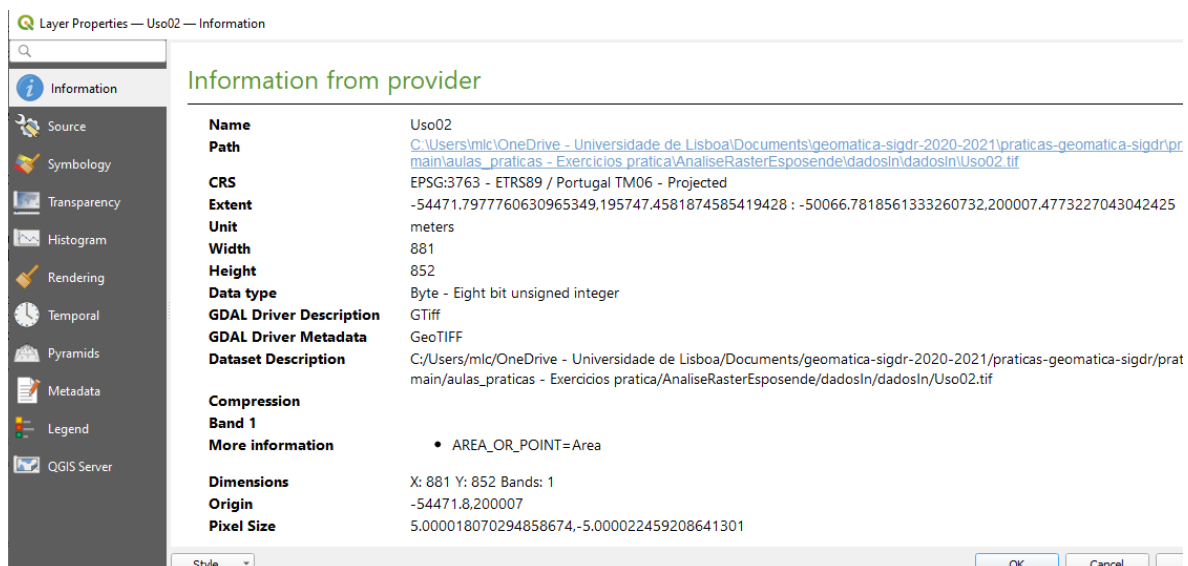 Layer Properties — Uso02 — Information
Information
Source
Symbology
Transparency
Histogram
Rendering
Temporal
Pyramids
Metadata
Legend
QGIS Server
Information from provider
Name Uso02
Path C:\Users\mlc\OneDrive - Universidade de Lisboa\Documents\geomatica-sigdr-2020-2021\praticas-geomatica-sigdr\pr
main\aulas_praticas - Exercicios pratica\AnaliseRasterEsposende\dadosIn\dadosIn\Uso02.tif
CRS EPSG:3763 - ETRS89 / Portugal TM06 - Projected
Extent -54471.7977760630965349,195747.4581874585419428 : -50066.7818561333260732,200007.4773227043042425
Unit meters
Width 881
Height 852
Data type Byte - Eight bit unsigned integer
GDAL Driver Description GTiff
GDAL Driver Metadata GeoTIFF
Dataset Description C:/Users/mlc/OneDrive - Universidade de Lisboa/Documents/geomatica-sigdr-2020-2021/praticas-geomatica-sigdr/prat
main/aulas_praticas - Exercicios pratica/AnaliseRasterEsposende/dadosIn/dadosIn/Uso02.tif
Compression
Band 1
More information • AREA_OR_POINT=Area
Dimensions X: 881 Y: 852 Bands: 1
Origin -54471.8,200007
Pixel Size 5.000018070294858674,-5.000022459208641301
Style OK Cancel